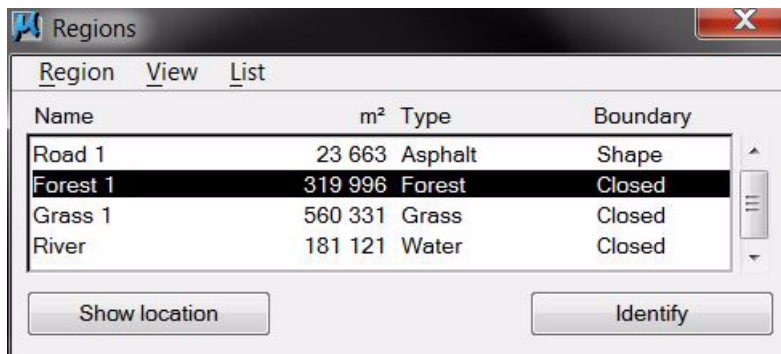 Regions
Region View List
Name m² Type Boundary
Road 1 23 663 Asphalt Shape
Forest 1 319 996 Forest Closed
Grass 1 560 331 Grass Closed
River 181 121 Water Closed
Show location Identify